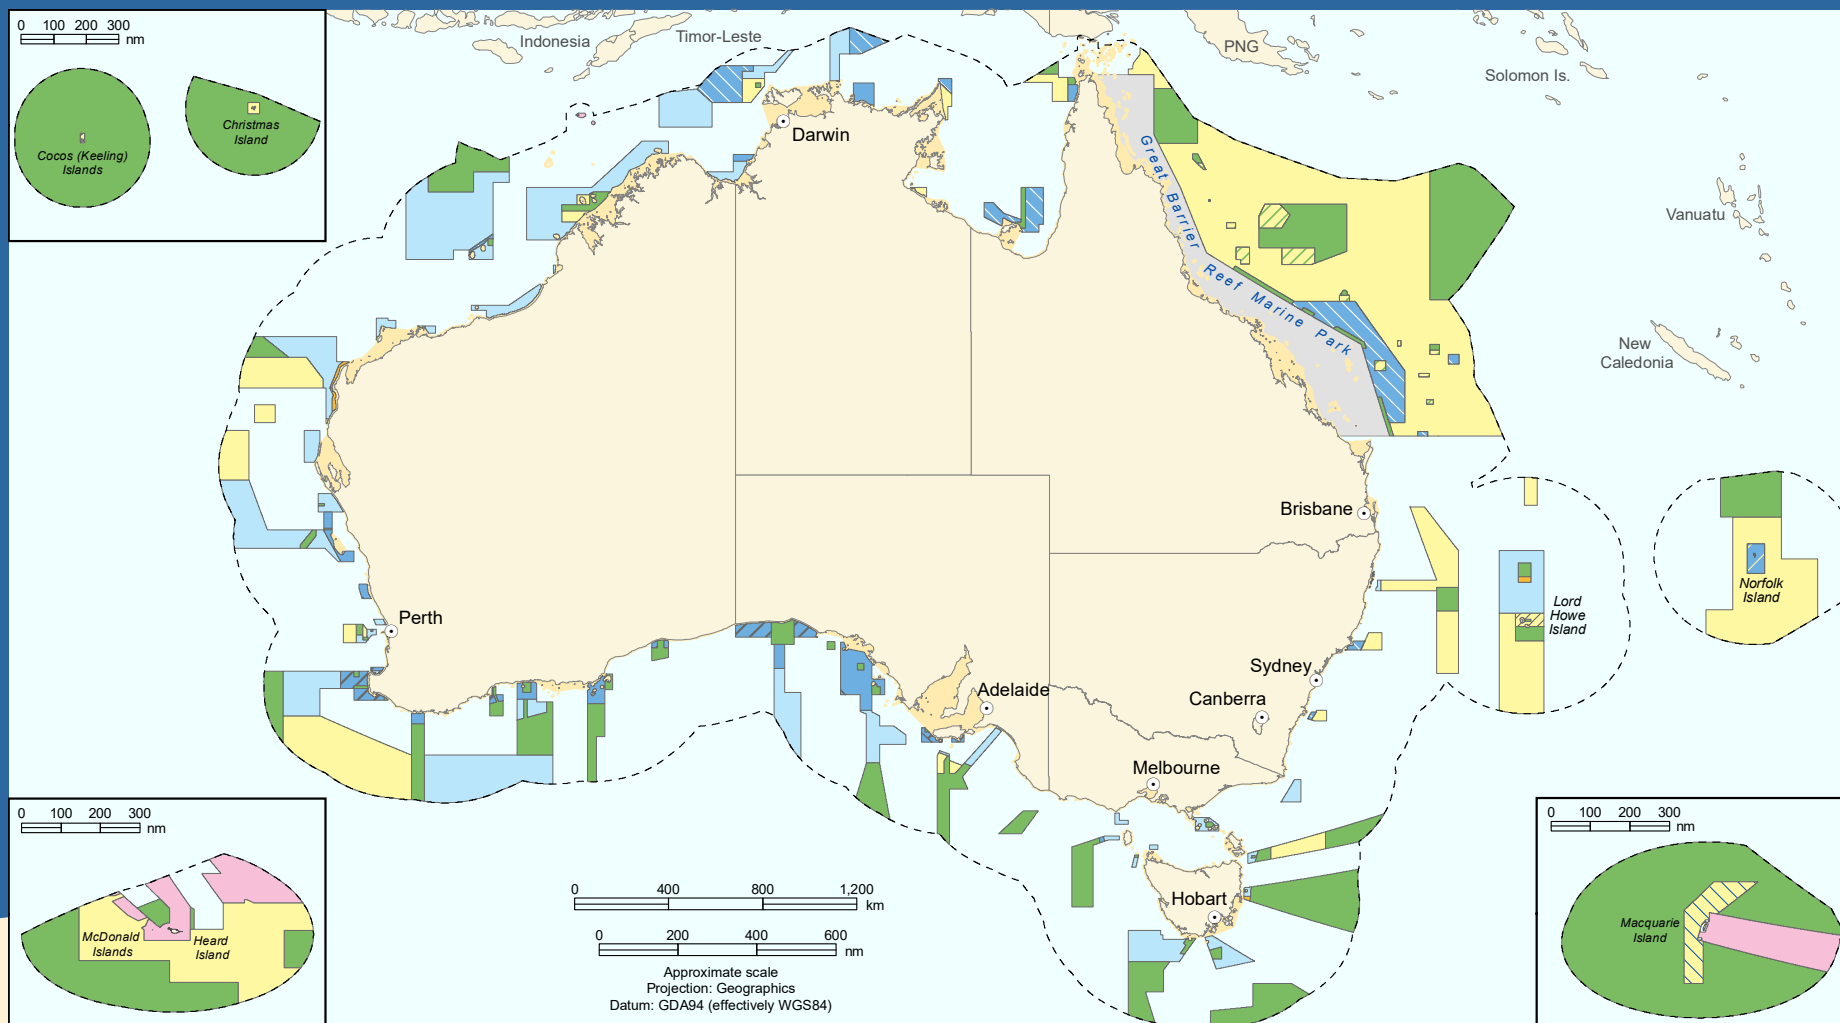 0 100 200 300
nm
Cocos (Keeling)
Islands
Christmas
Island
Indonesia
Timor-Leste
PNG
Solomon Is.
Vanuatu
New
Caledonia
Darwin
Great Barrier Reef Marine Park
Brisbane
Perth
Lord
Howe
Island
Norfolk
Island
Sydney
Canberra
Adelaide
Melbourne
Hobart
0 100 200 300
nm
McDonald
Islands
Heard
Island
0 400 800 1,200
km
0 200 400 600
nm
Approximate scale
Projection: Geographics
Datum: GDA94 (effectively WGS84)
0 100 200 300
nm
Macquarie
Island